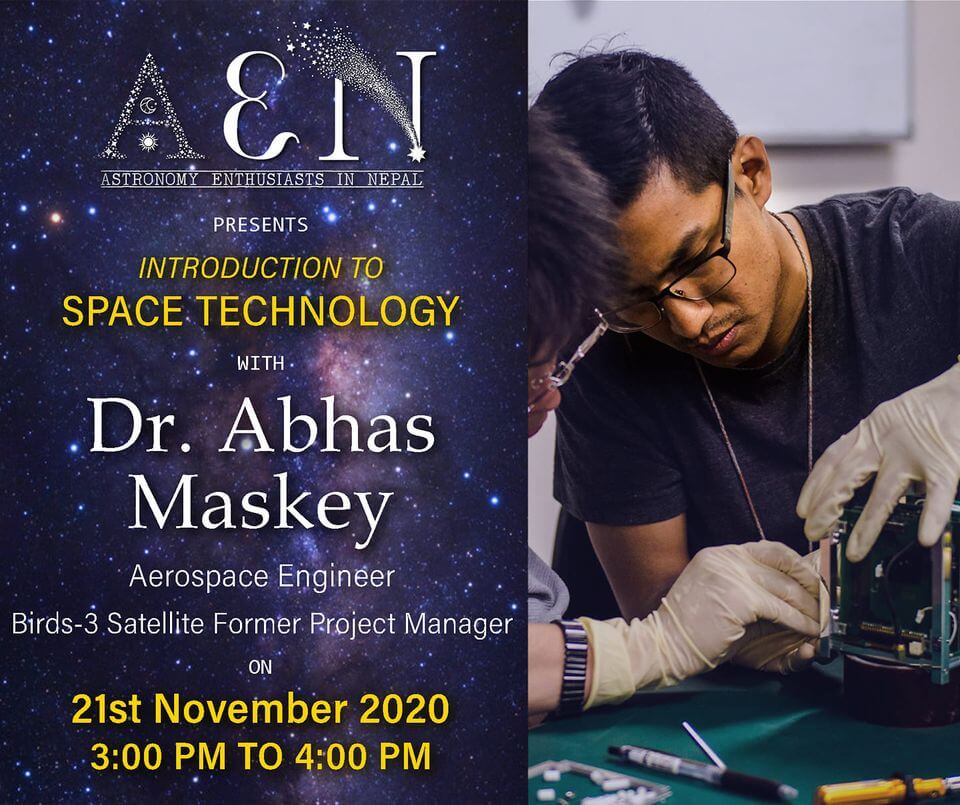 AEN
ASTRONOMY ENTHUSIASTS IN NEPAL
PRESENTS
INTRODUCTION TO
SPACE TECHNOLOGY
WITH
Dr. Abhas
Maskey
Aerospace Engineer
Birds-3 Satellite Former Project Manager
ON
21st November 2020
3:00 PM TO 4:00 PM